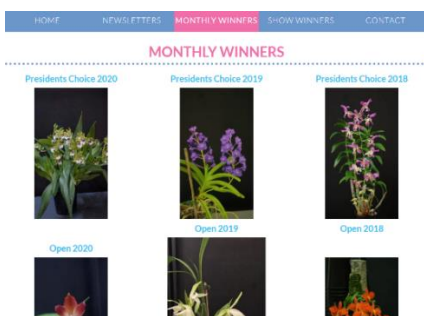 HOME NEWSLETTERS MONTHLY WINNERS SHOW WINNERS CONTACT
MONTHLY WINNERS
Presidents Choice 2020 Presidents Choice 2019 Presidents Choice 2018
Open 2019 Open 2018
Open 2020